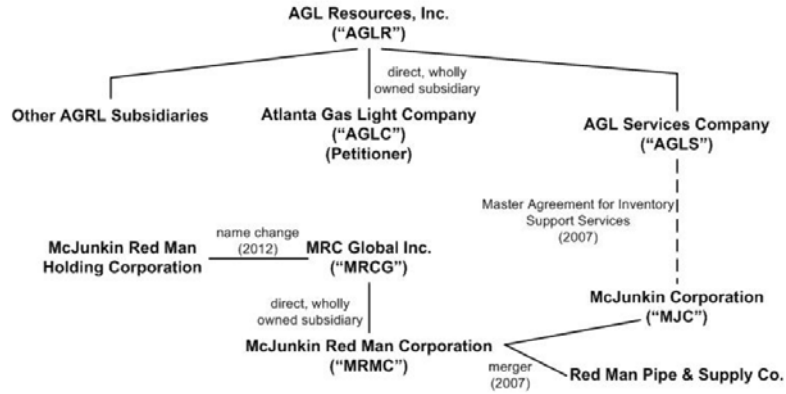 AGL Resources, Inc.
(“AGLR”)
direct, wholly
owned subsidiary
Other AGRL Subsidiaries
Atlanta Gas Light Company
(“AGLC”)
(Petitioner)
AGL Services Company
(“AGLS”)
Master Agreement for Inventory
Support Services
(2007)
McJunkin Red Man
Holding Corporation
name change
(2012)
MRC Global Inc.
(“MRCG”)
direct, wholly
owned subsidiary
McJunkin Corporation
(“MJC”)
McJunkin Red Man Corporation
(“MRMC”)
merger
(2007)
Red Man Pipe & Supply Co.